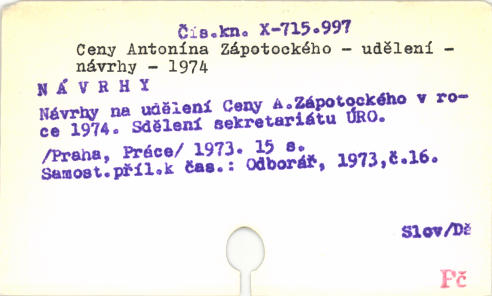 Čís.kn. X-715.997
Ceny Antonína Zápotockého - udělení -
návrhy - 1974
N Á V R H Y
Návrhy na udělení Ceny A.Zápotockého v ro-
ce 1974. Sdělení sekretariátu ÚRO.
/Praha, Práce/ 1973. 15 s.
Samost.příl.k čas.: Odborář, 1973,č.16.
Slov/Dě
Pč